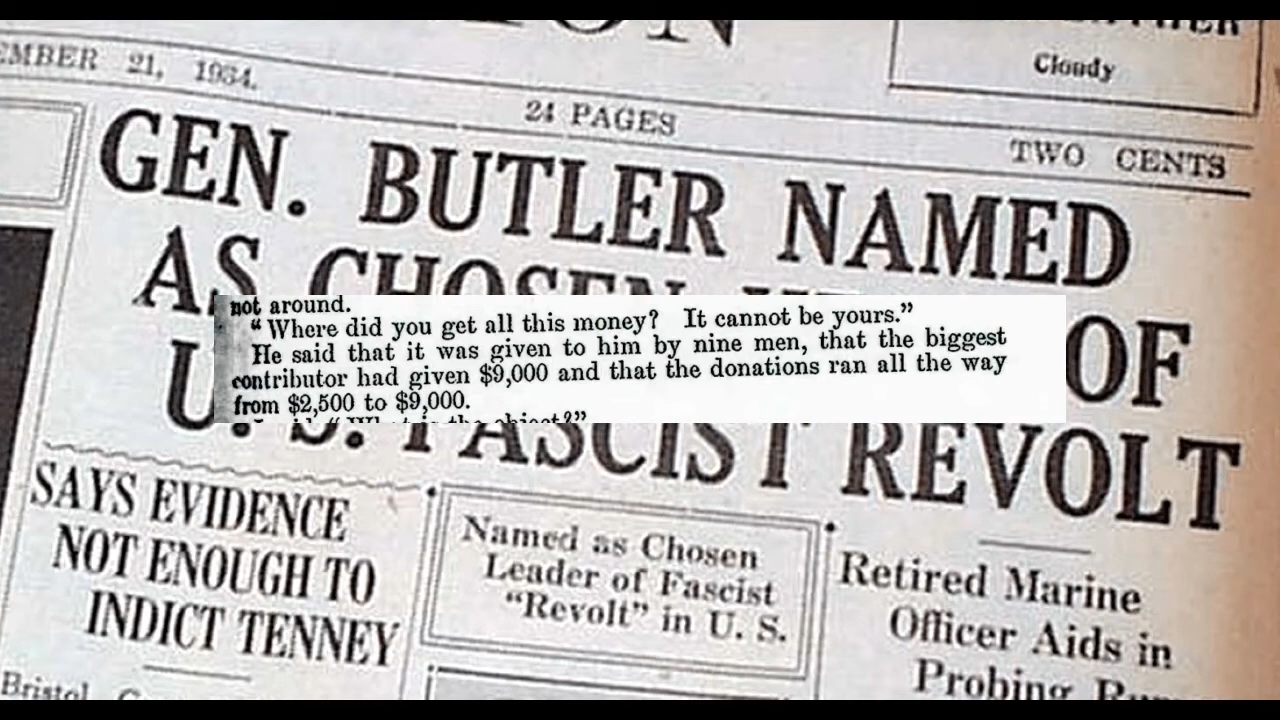 21, 1934.
24 PAGES
Cloudy
TWO CENTS
GEN. BUTLER NAMED
AS CHOSEN OF
U. S. FASCIST REVOLT
not around.
“Where did you get all this money? It cannot be yours.”
He said that it was given to him by nine men, that the biggest
contributor had given $9,000 and that the donations ran all the way
from $2,500 to $9,000.
SAYS EVIDENCE
NOT ENOUGH TO
INDICT TENNEY
Bristol
Named as Chosen
Leader of Fascist
“Revolt” in U. S.
Retired Marine
Officer Aids in
Probing